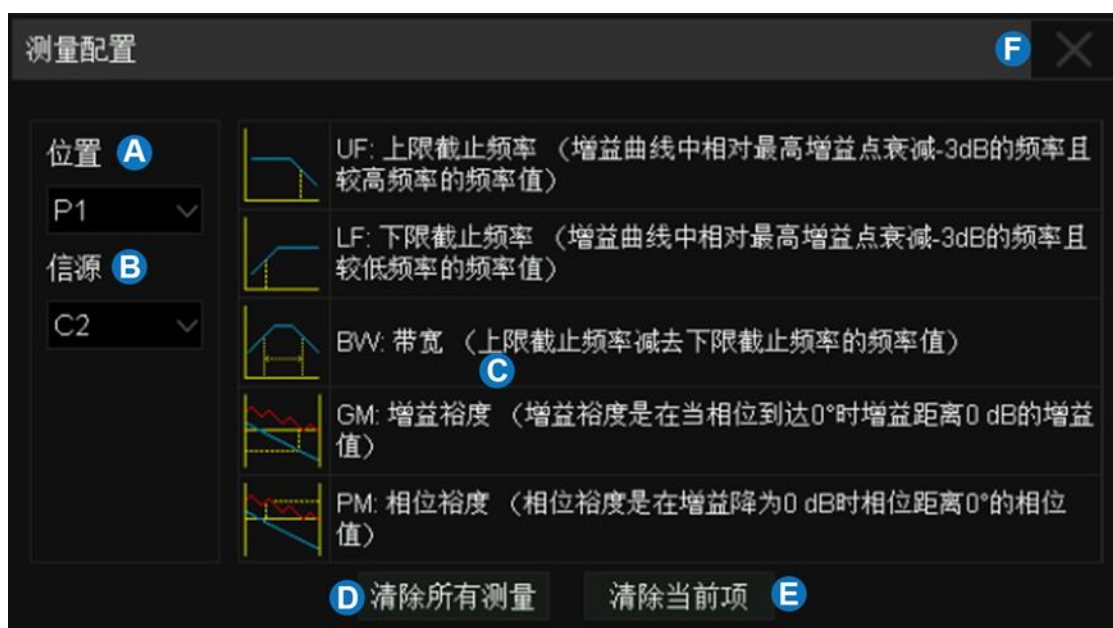 测量配置
F
位置 A
P1
信源 B
C2
UF: 上限截止频率 （增益曲线中相对最高增益点衰减-3dB的频率且
较高频率的频率值）
LF: 下限截止频率 （增益曲线中相对最高增益点衰减-3dB的频率且
较低频率的频率值）
BW: 带宽 （上限截止频率减去下限截止频率的频率值）
C
GM: 增益裕度 （增益裕度是在当相位到达0°时增益距离0 dB的增益
值）
PM: 相位裕度 （相位裕度是在增益降为0 dB时相位距离0°的相位
值）
D 清除所有测量
清除当前项 E